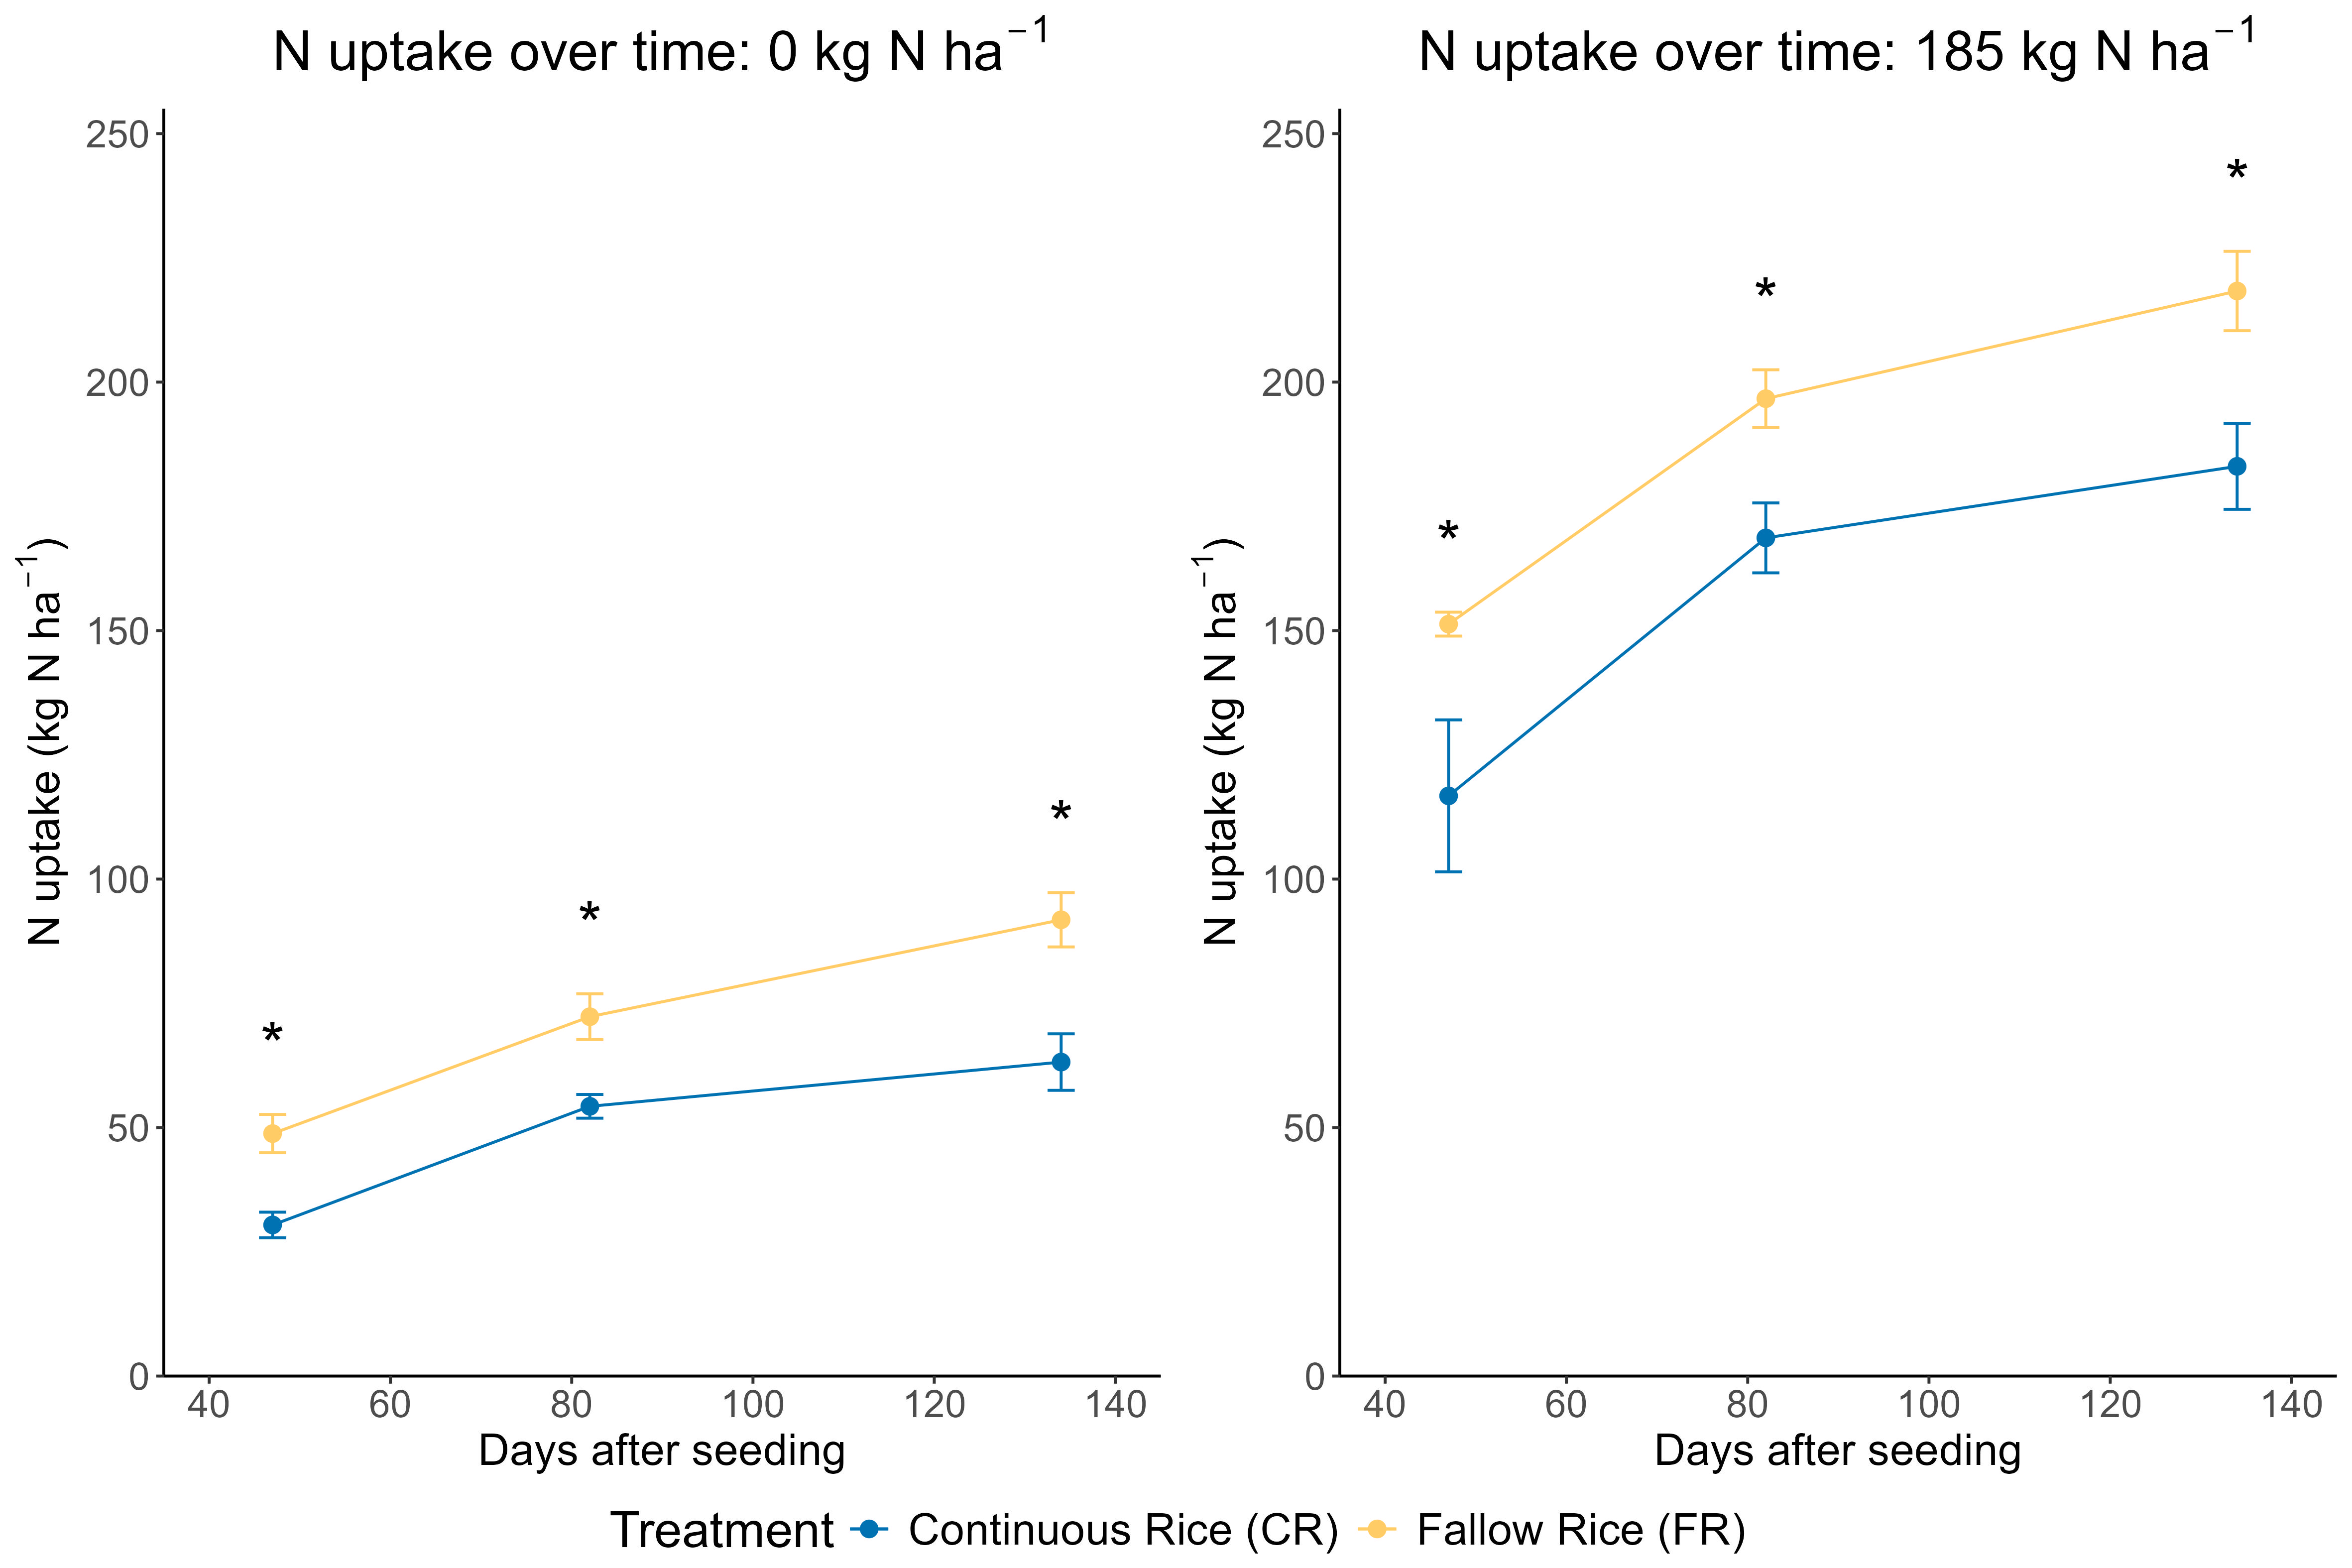 N uptake over time: 0 kg N ha⁻¹
N uptake (kg N ha⁻¹)
250
200
150
100
50
0
*
*
*
40 60 80 100 120 140
Days after seeding
N uptake over time: 185 kg N ha⁻¹
N uptake (kg N ha⁻¹)
250
200
150
100
50
0
*
*
*
40 60 80 100 120 140
Days after seeding
Treatment Continuous Rice (CR) Fallow Rice (FR)